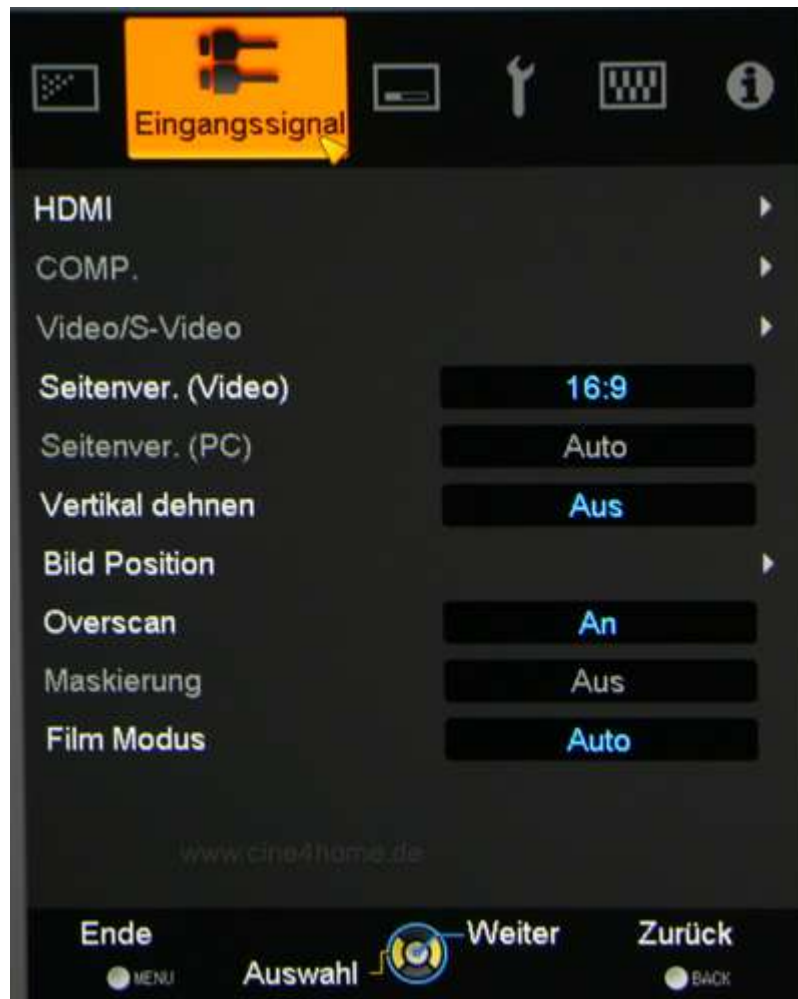 Eingangssignal
HDMI
COMP.
Video/S-Video
Seitenver. (Video) 16:9
Seitenver. (PC) Auto
Vertikal dehnen Aus
Bild Position
Overscan An
Maskierung Aus
Film Modus Auto
www.cine4home.de
Ende Weiter Zurück
MENU Auswahl BACK